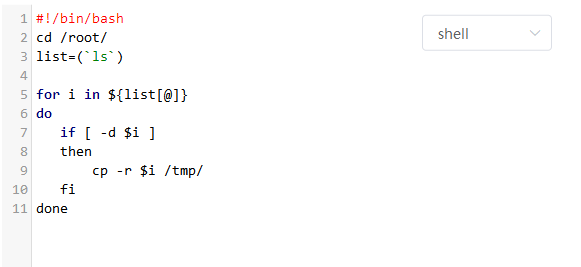 1 #!/bin/bash
2 cd /root/
3 list=(`ls`)
4
5 for i in ${list[@]}
6 do
7    if [ -d $i ]
8    then
9        cp -r $i /tmp/
10    fi
11 done
shell